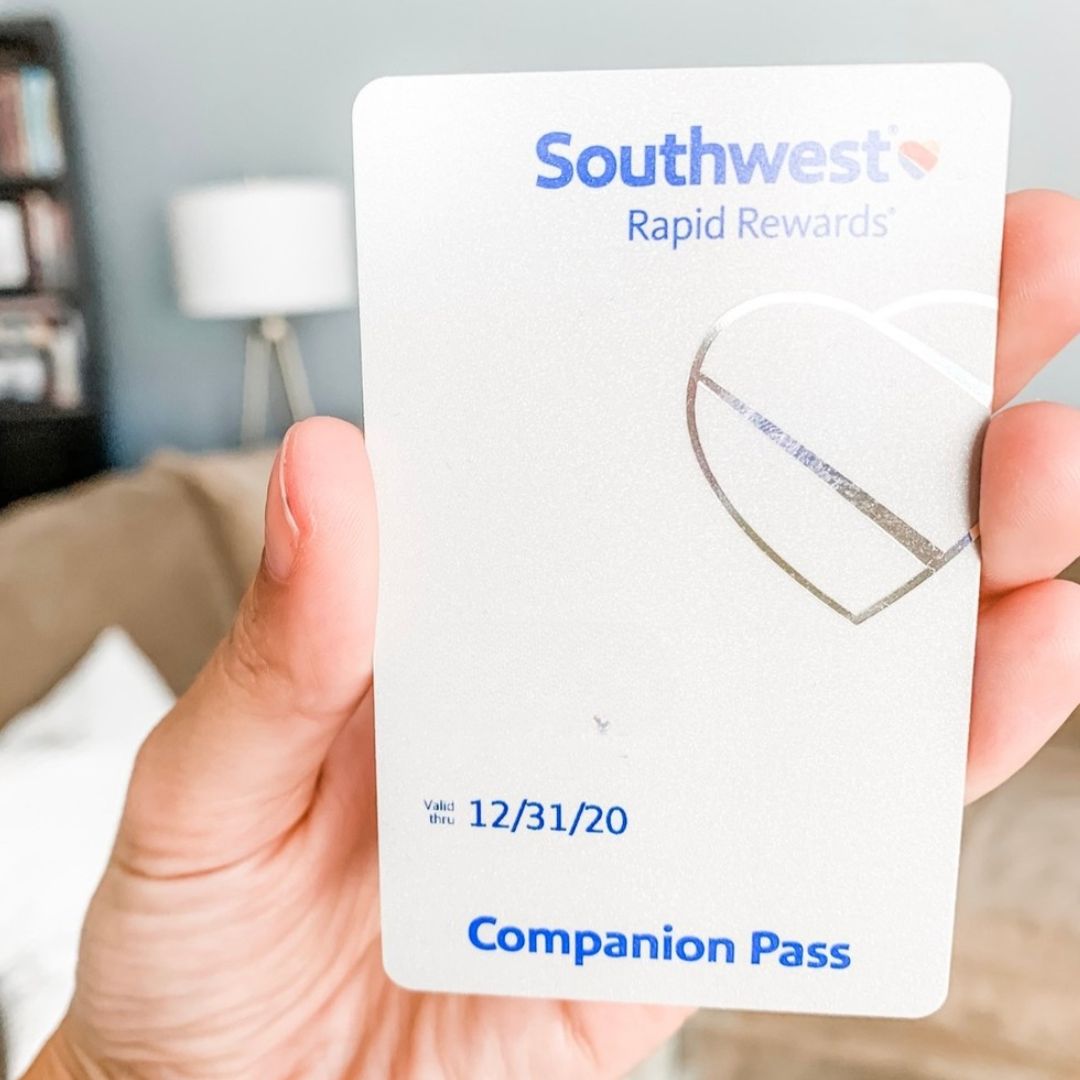 Southwest®
Rapid Rewards®
Valid
thru 12/31/20
Companion Pass